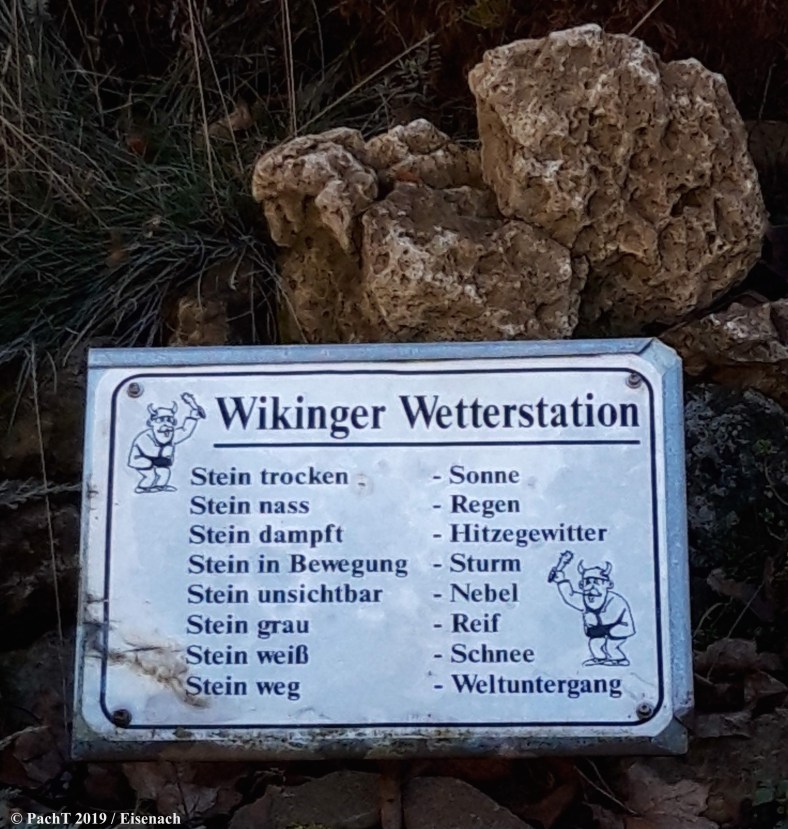 Wikinger Wetterstation
Stein trocken - Sonne
Stein nass - Regen
Stein dampft - Hitzegewitter
Stein in Bewegung - Sturm
Stein unsichtbar - Nebel
Stein grau - Reif
Stein weiß - Schnee
Stein weg - Weltuntergang
© PachT 2019 / Eisenach